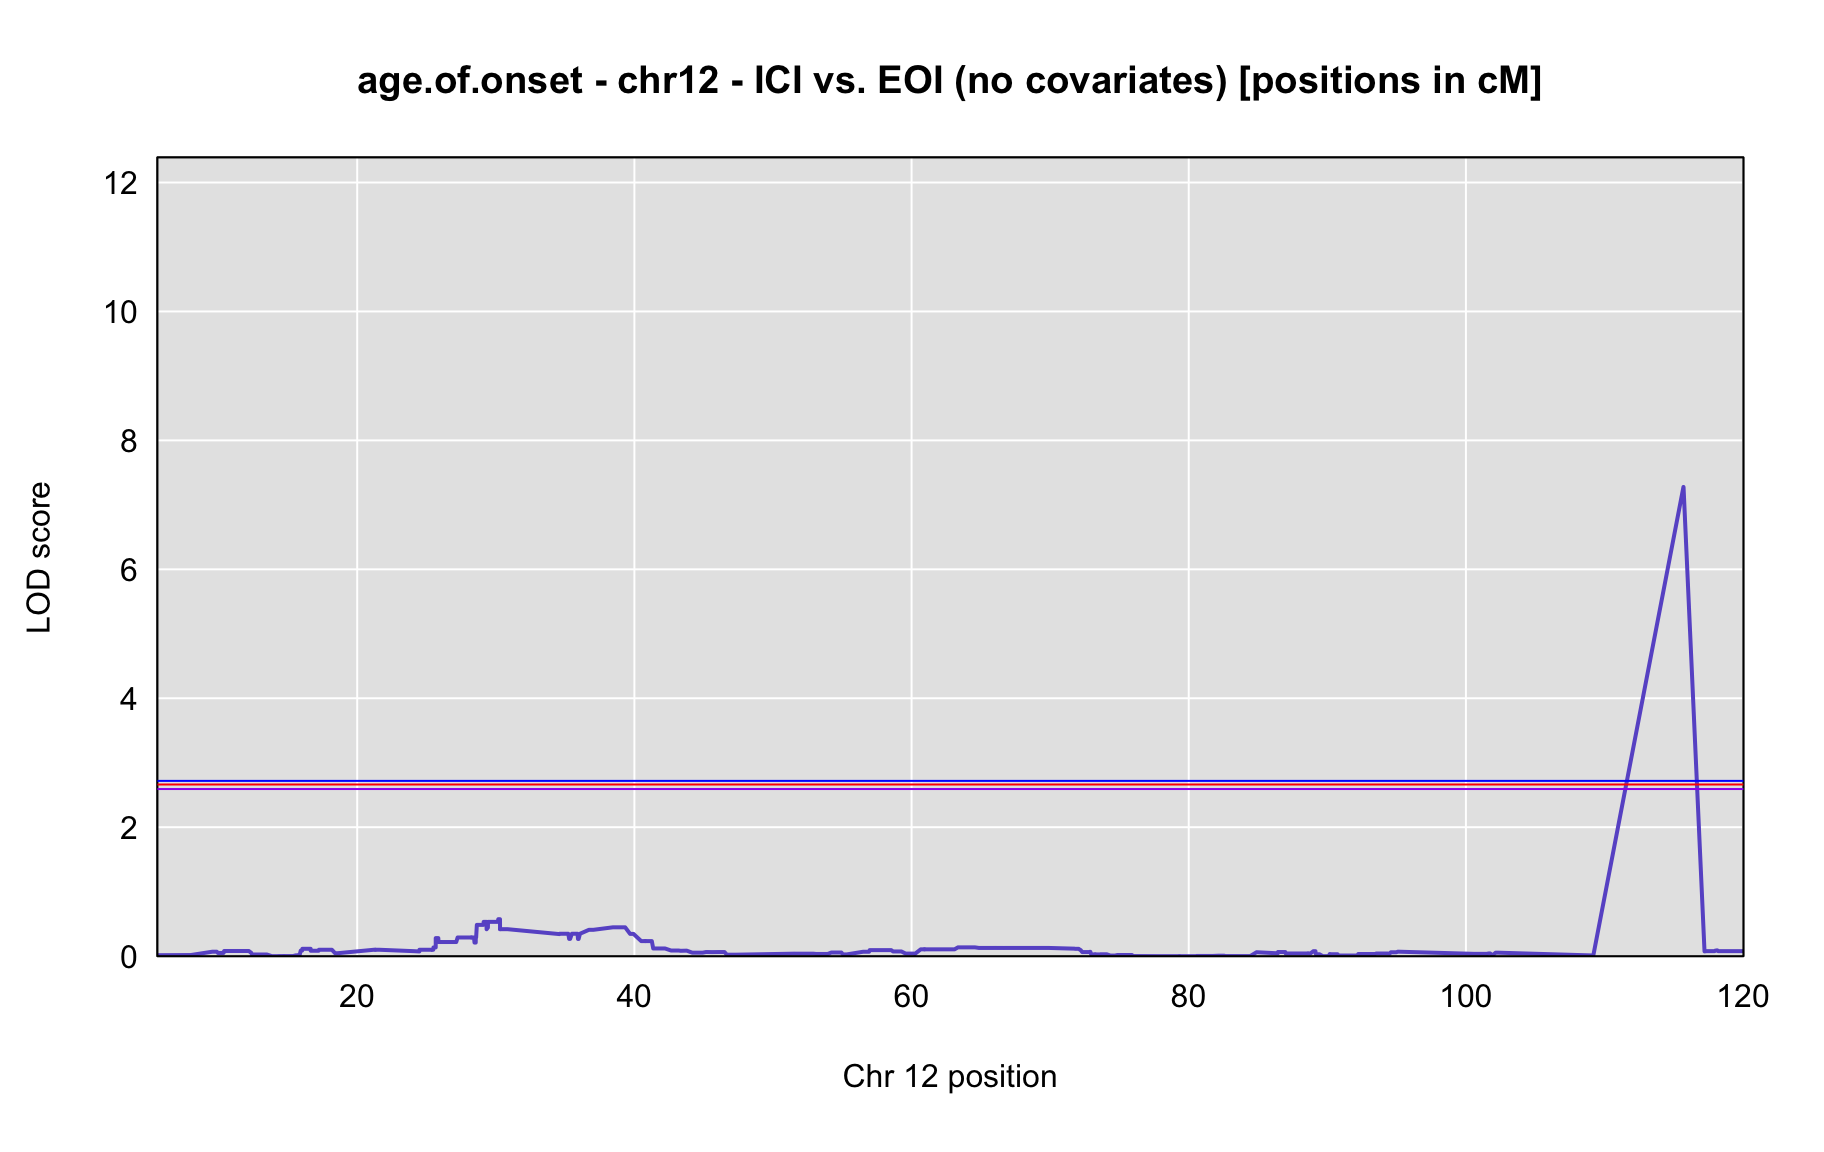 age.of.onset - chr12 - ICI vs. EOI (no covariates) [positions in cM]
12
10
8
6
4
2
0
LOD score
20 40 60 80 100 120
Chr 12 position